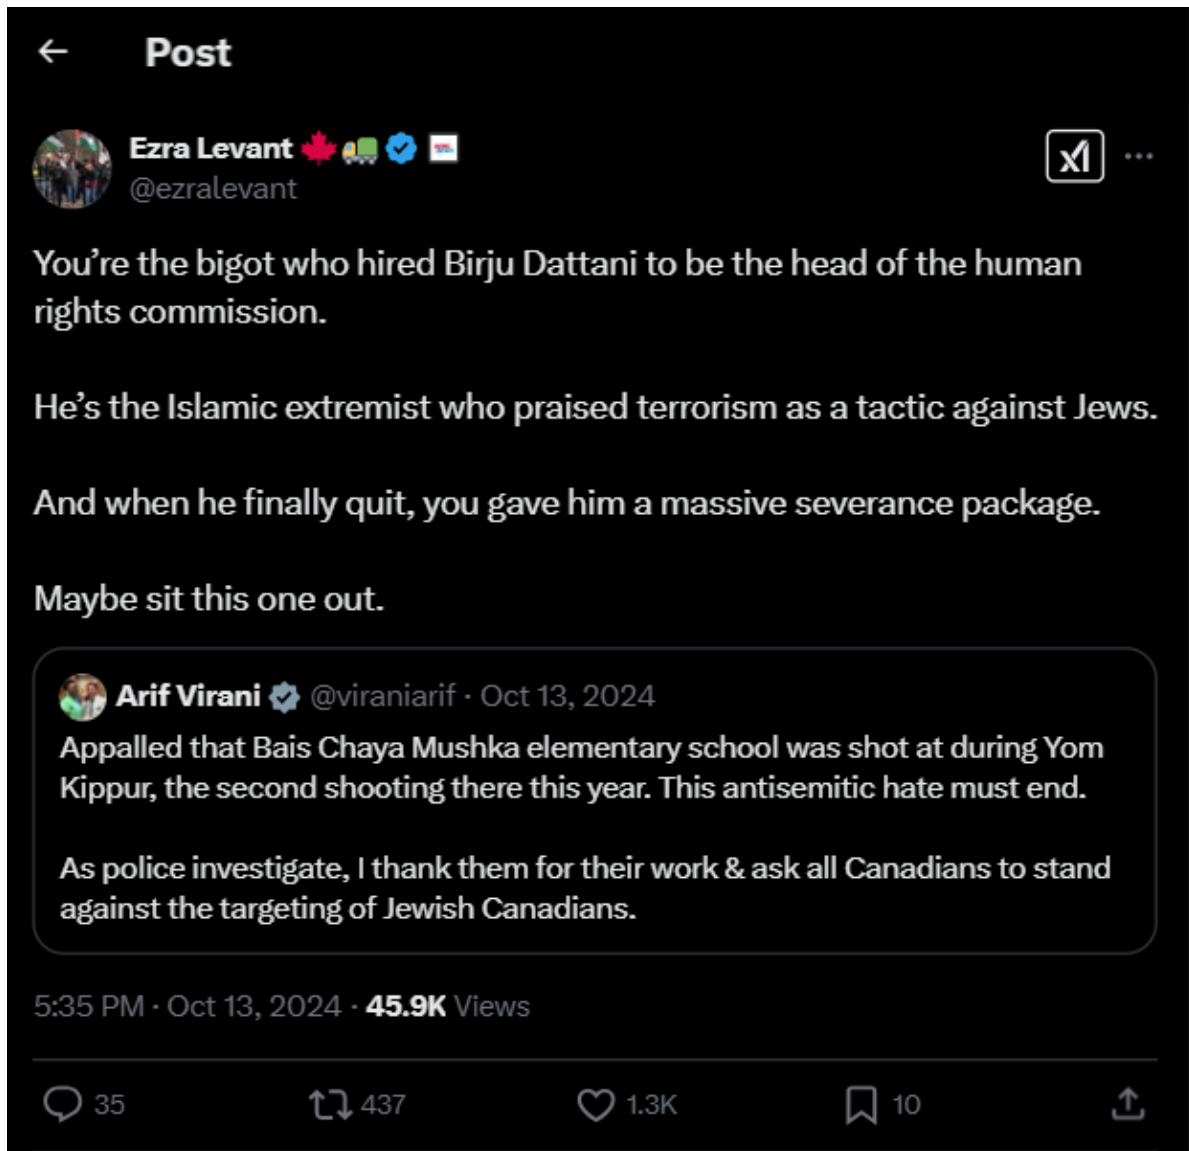 Post
Ezra Levant
@ezralevant
You’re the bigot who hired Birju Dattani to be the head of the human
rights commission.
He’s the Islamic extremist who praised terrorism as a tactic against Jews.
And when he finally quit, you gave him a massive severance package.
Maybe sit this one out.
Arif Virani @viraniarif · Oct 13, 2024
Appalled that Bais Chaya Mushka elementary school was shot at during Yom
Kippur, the second shooting there this year. This antisemitic hate must end.
As police investigate, I thank them for their work & ask all Canadians to stand
against the targeting of Jewish Canadians.
5:35 PM · Oct 13, 2024 · 45.9K Views
35 437 1.3K 10